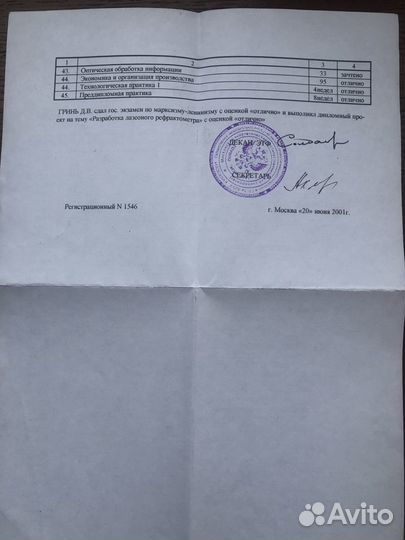 1 2 3 4
43. Оптическая обработка информации 33 зачтено
44. Экономика и организация производства 95 отлично
44. Технологическая практика 1 4недел отлично
45. Преддипломная практика 8недел отлично
ГРИНЬ Д.В. сдал гос. экзамен по марксизму-ленинизму с оценкой «отлично» и выполнил дипломный про-
ект на тему «Разработка лазового рефрактометра» с оценкой «отлично»
ДЕКАН ЭТФ
СЕКРЕТАРЬ
Регистрационный N 1546 г. Москва «20» июня 2001г.
Avito